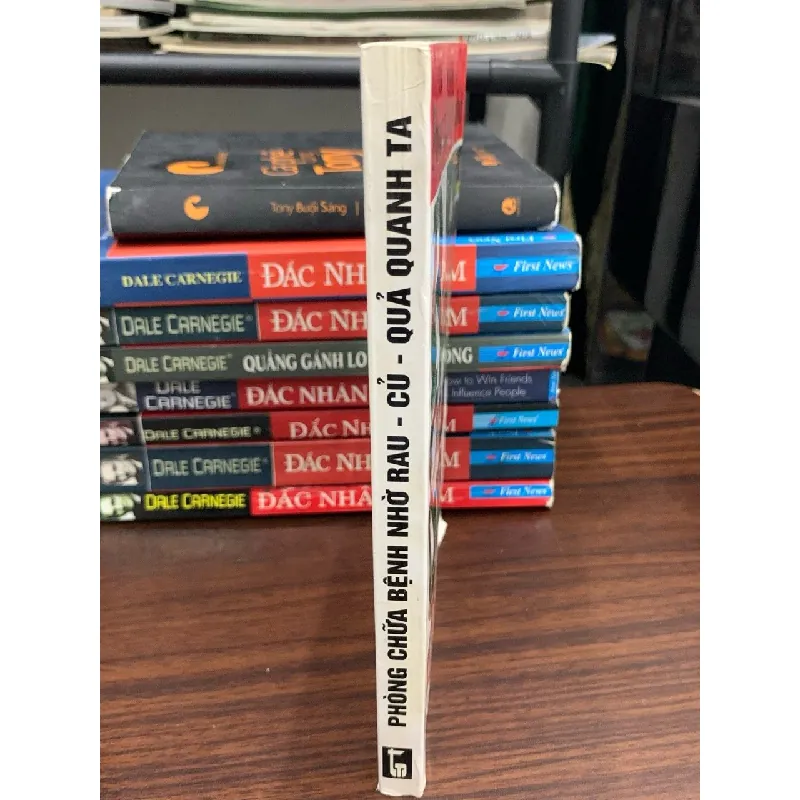 PHÒNG CHỮA BỆNH NHỜ RAU - CỦ - QUẢ QUANH TA
Tony Buổi Sáng
DALE CARNEGIE ĐẮC NH M First News
DALE CARNEGIE ĐẮC NH M First News
DALE CARNEGIE QUẢNG GÁNH LO ỐNG First News
DALE CARNEGIE ĐẮC NHÂN ow to Win Friends
Influence People
DALE CARNEGIE ĐẮC NH M First News
DALE CARNEGIE ĐẮC NH M First News
DALE CARNEGIE ĐẮC NHÂ M First News